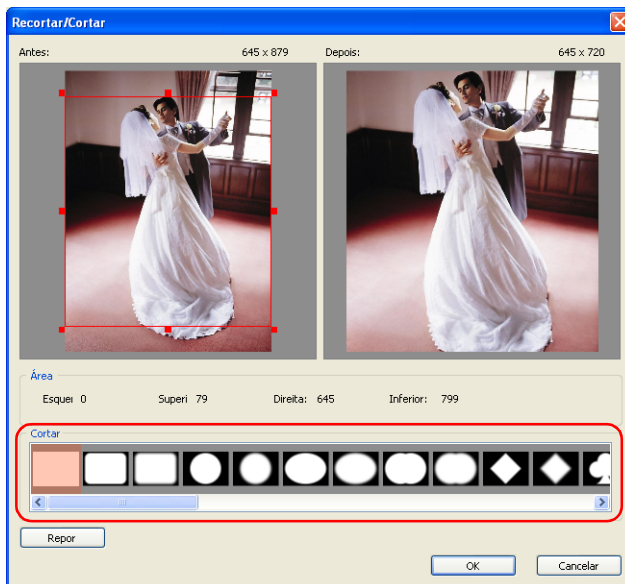 Recortar/Cortar
Antes: 645 x 879 Depois: 645 x 720
Área
Esquei 0 Superi 79 Direita: 645 Inferior: 799
Cortar
Repor
OK Cancelar